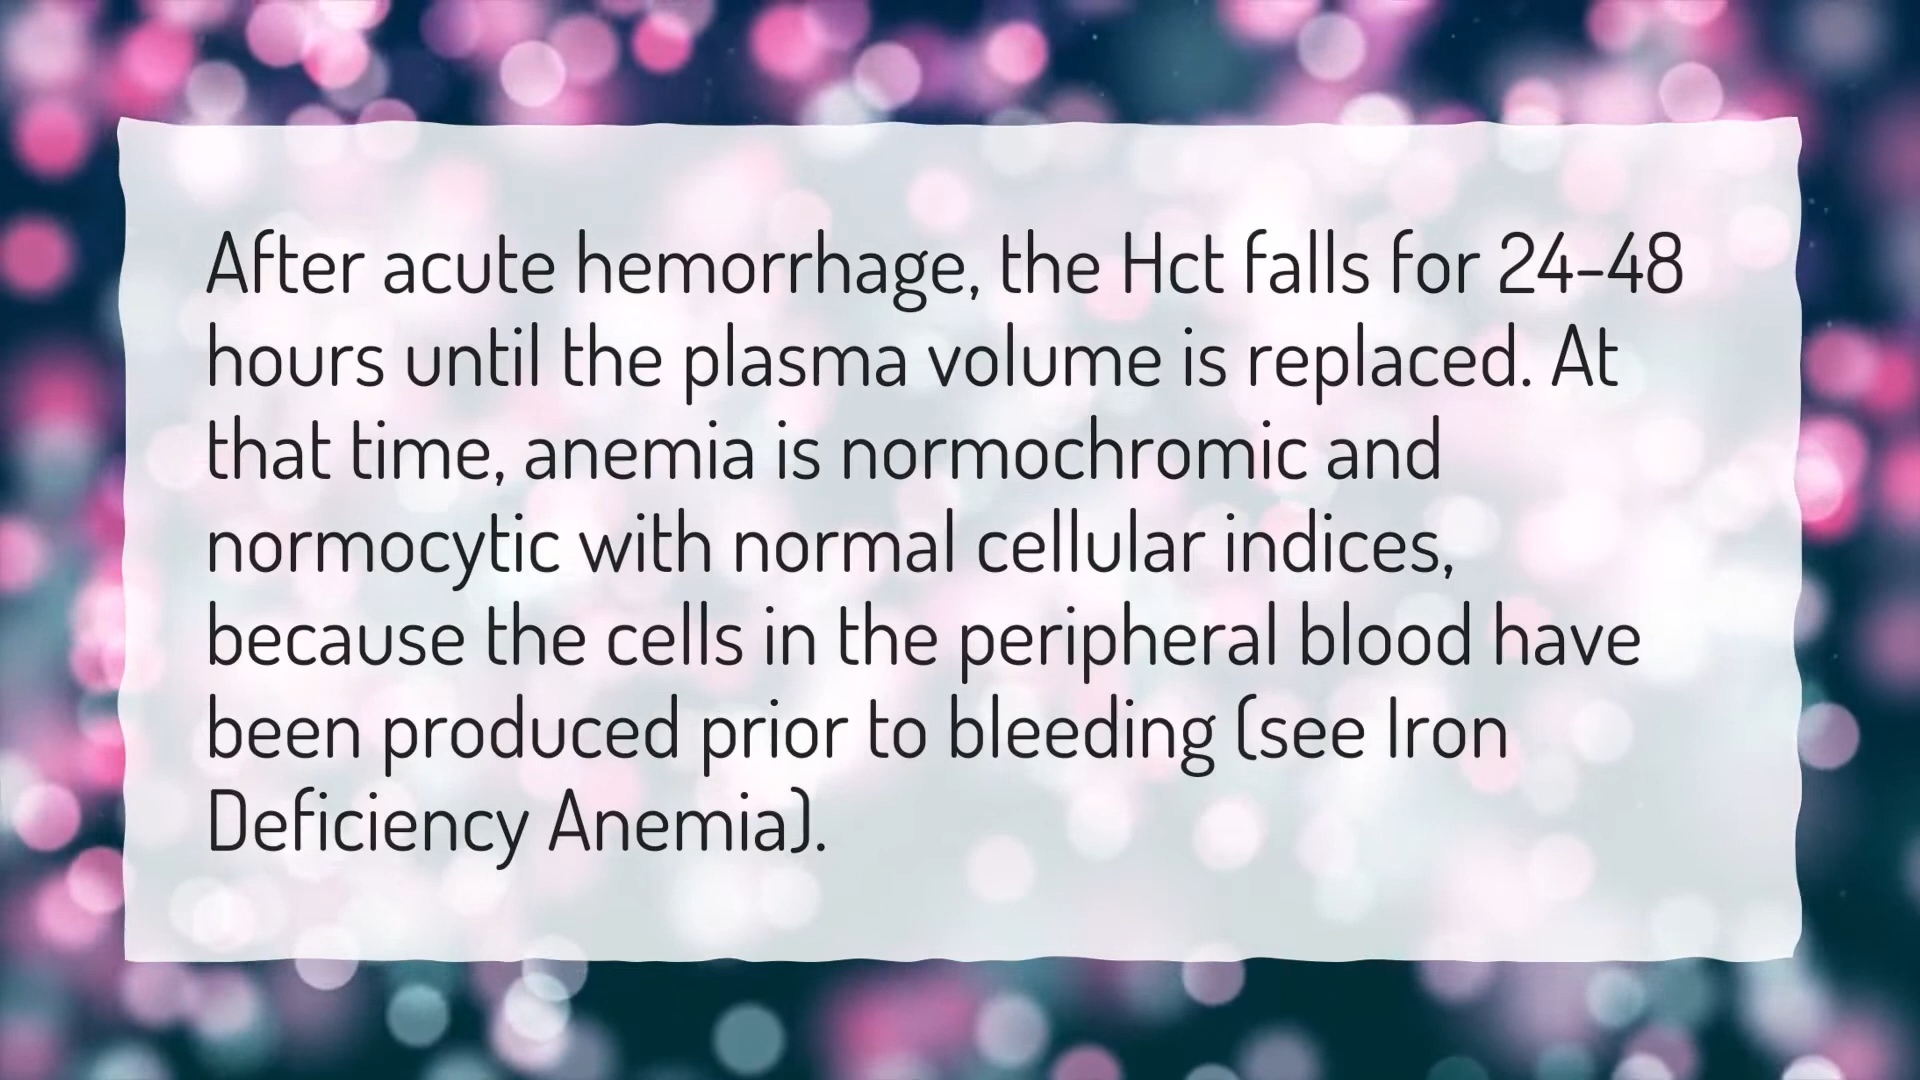 After acute hemorrhage, the Hct falls for 24-48
hours until the plasma volume is replaced. At
that time, anemia is normochromic and
normocytic with normal cellular indices,
because the cells in the peripheral blood have
been produced prior to bleeding (see Iron
Deficiency Anemia).